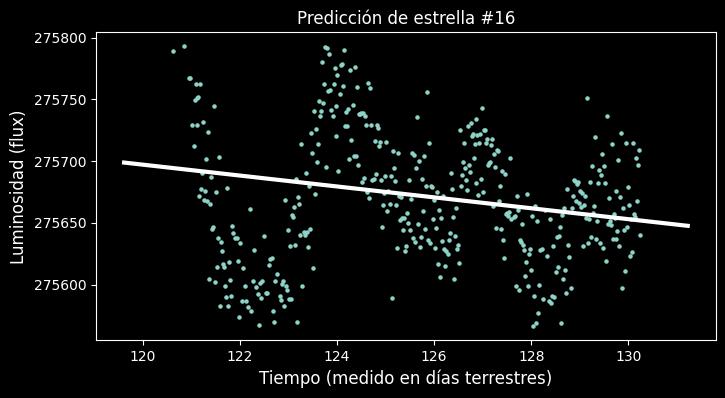 Predicción de estrella #16
275800
275750
275700
275650
275600
Luminosidad (flux)
120 122 124 126 128 130
Tiempo (medido en días terrestres)